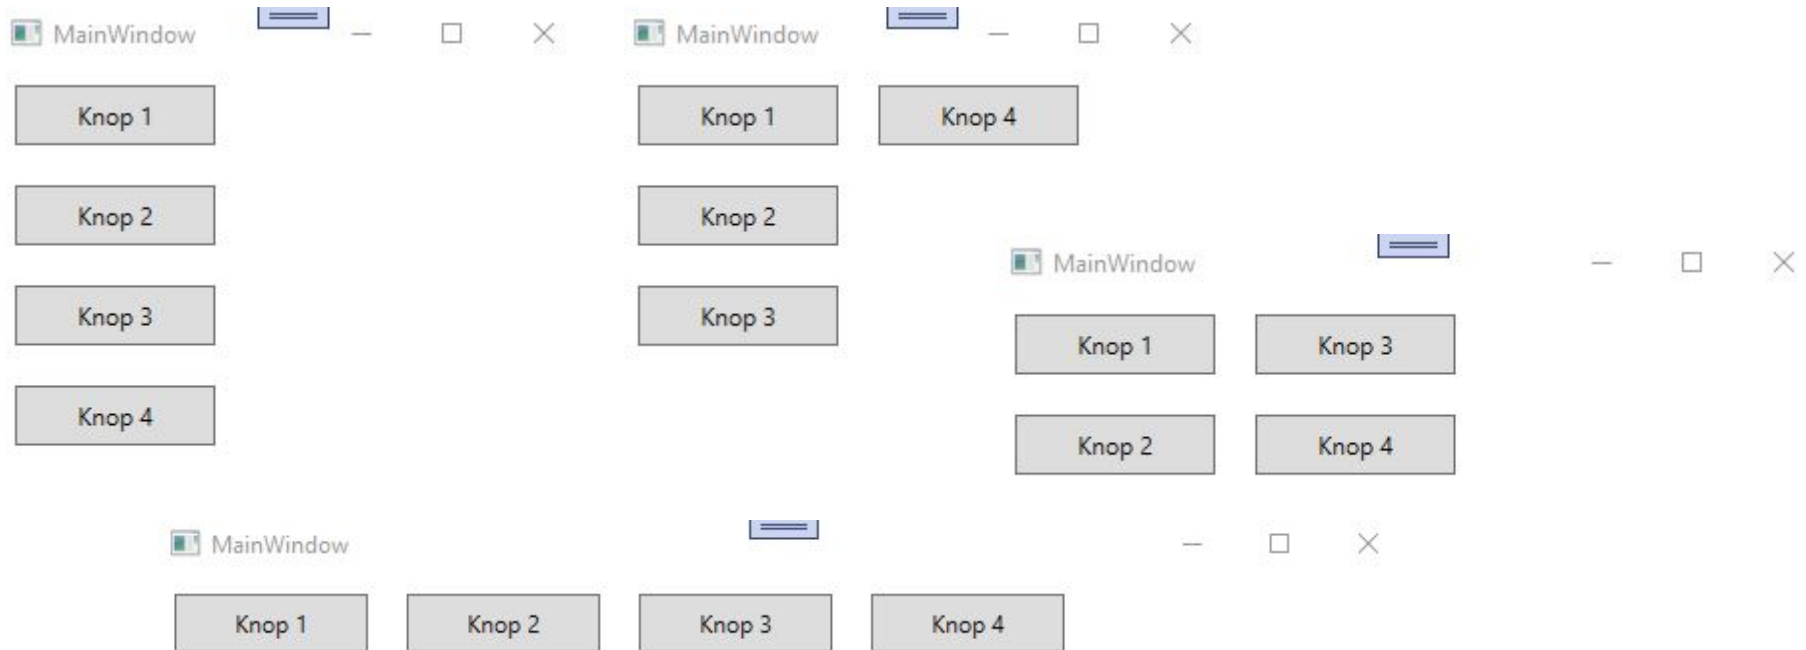 MainWindow
Knop 1
Knop 2
Knop 3
Knop 4
MainWindow
Knop 1 Knop 4
Knop 2
Knop 3
MainWindow
Knop 1 Knop 3
Knop 2 Knop 4
MainWindow
Knop 1 Knop 2 Knop 3 Knop 4